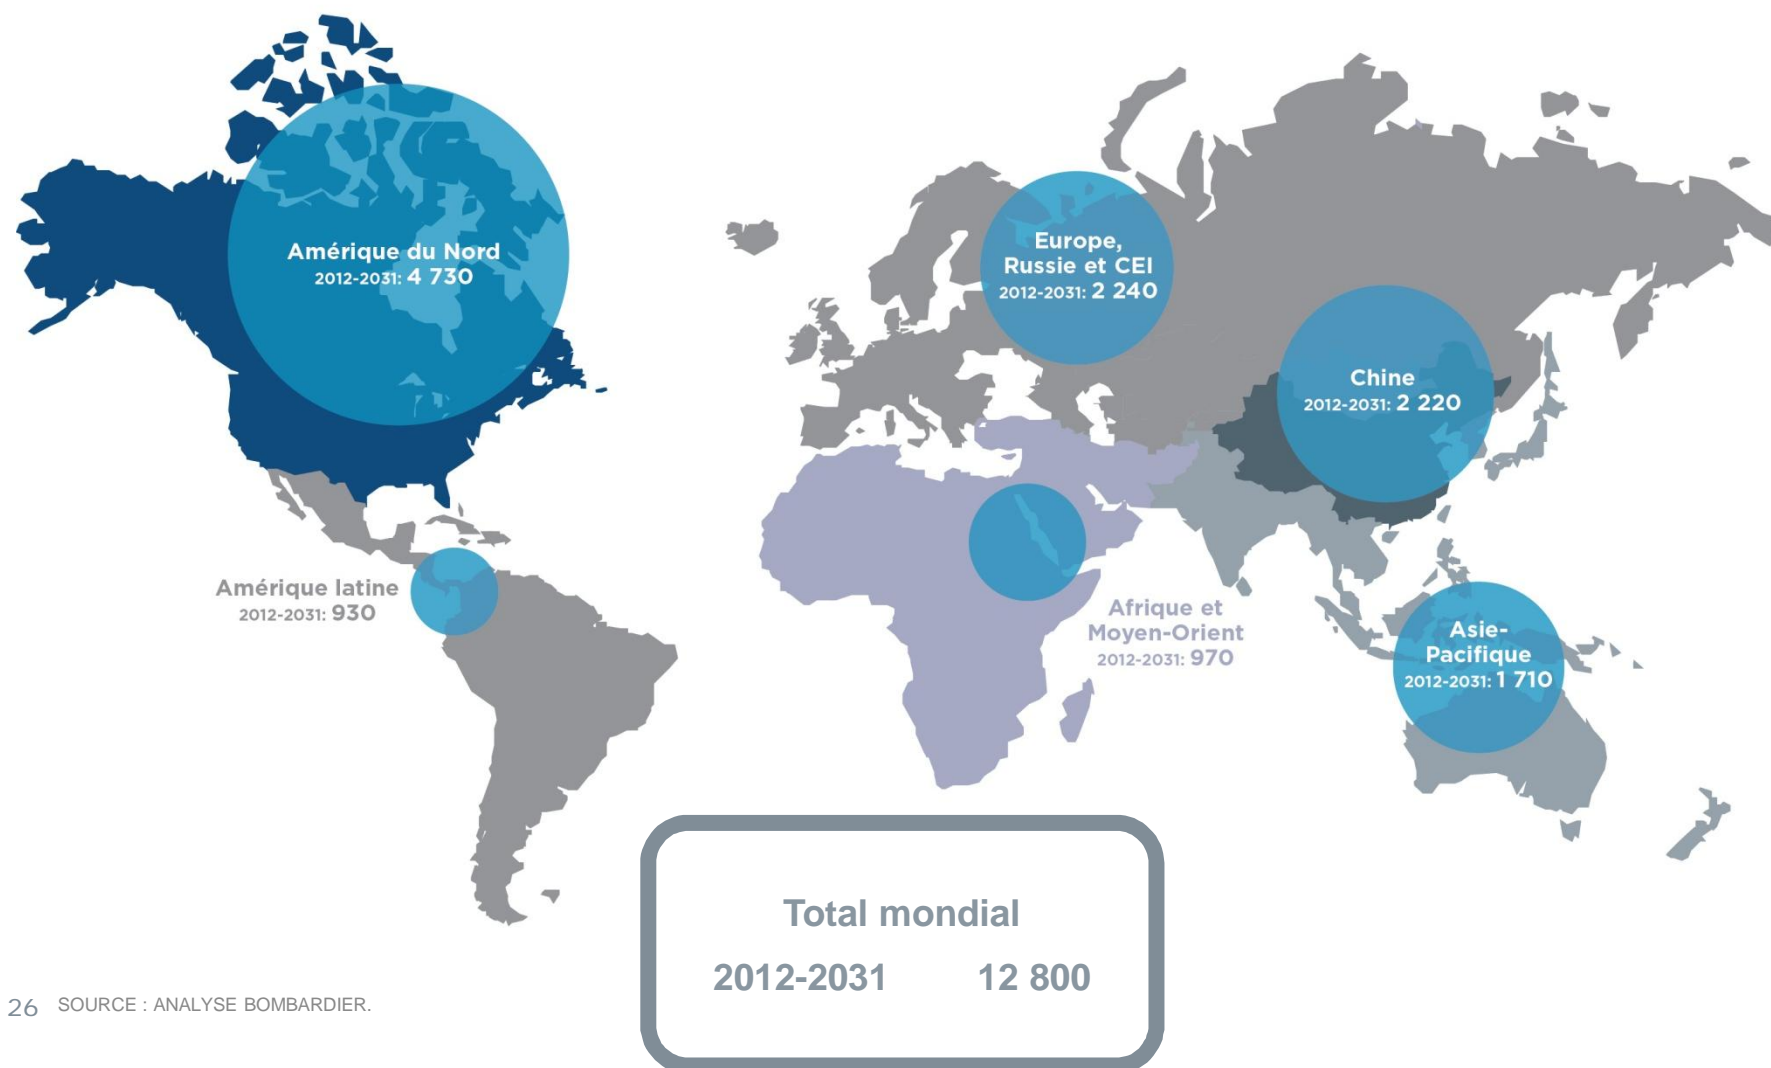 Amérique du Nord
2012-2031: 4 730
Europe,
Russie et CEI
2012-2031: 2 240
Chine
2012-2031: 2 220
Amérique latine
2012-2031: 930
Afrique et
Moyen-Orient
2012-2031: 970
Asie-
Pacifique
2012-2031: 1 710
Total mondial
2012-2031 12 800
26 SOURCE : ANALYSE BOMBARDIER.